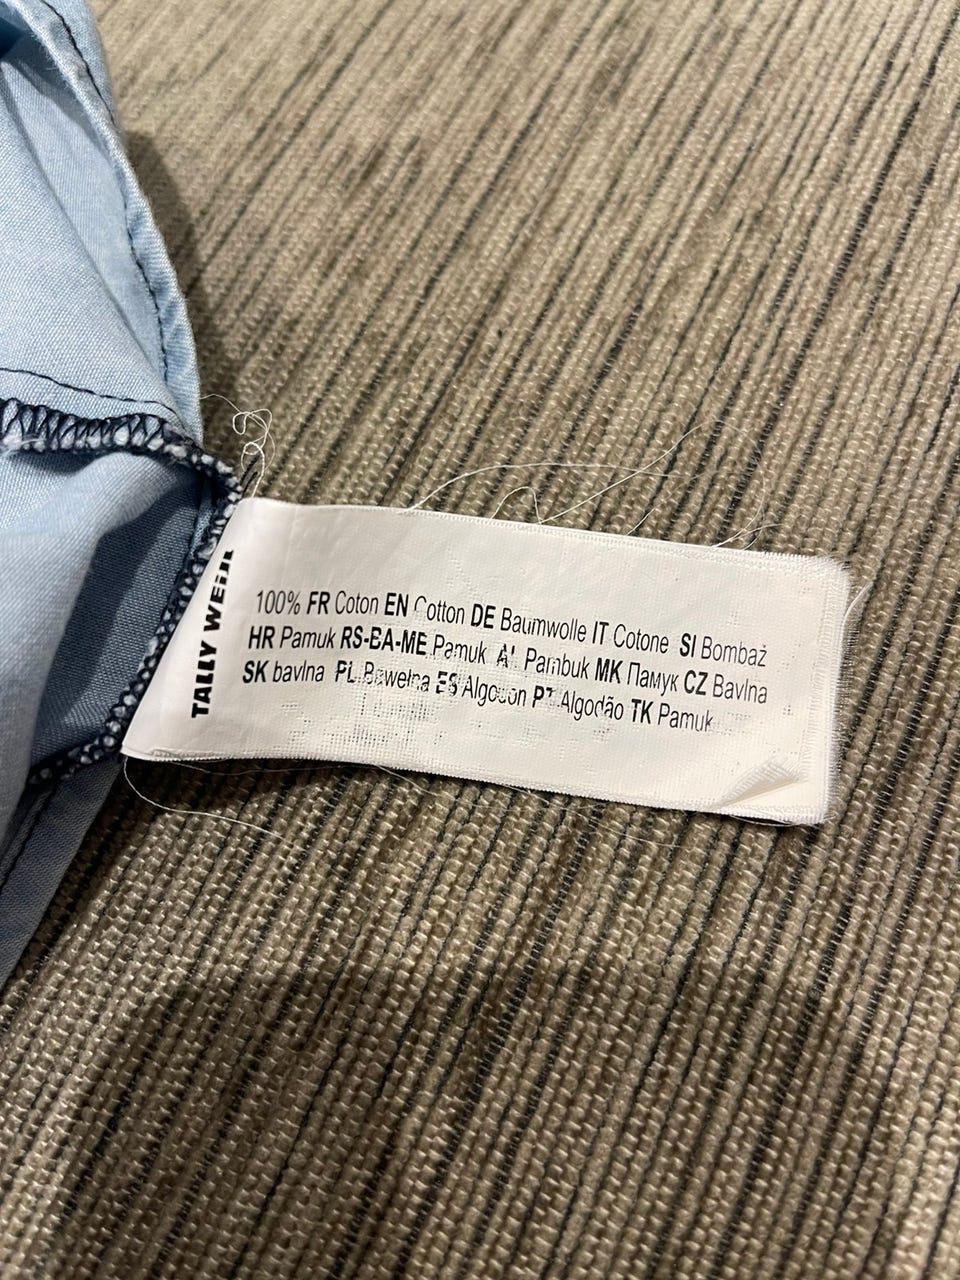 TALLY WEIJL
100% FR Coton EN Cotton DE Baumwolle IT Cotone SI Bombaž
HR Pamuk RS-BA-ME Pamuk AL Pambuk MK Памук CZ Bavlna
SK bavlna PL Bawełna ES Algodon PT Algodão TK Pamuk